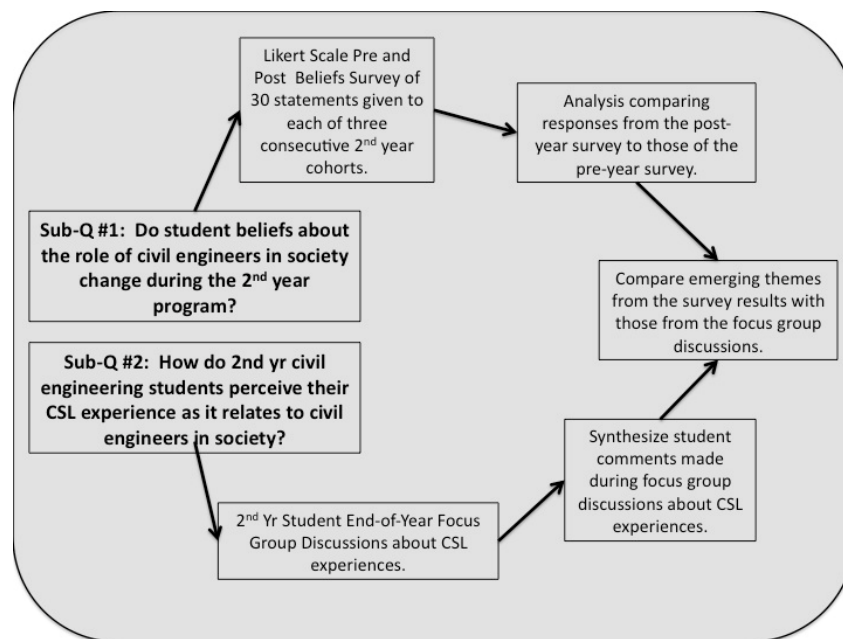 Likert Scale Pre and
Post Beliefs Survey of
30 statements given to
each of three
consecutive 2nd year
cohorts.
Analysis comparing
responses from the post-
year survey to those of the
pre-year survey.
Sub-Q #1: Do student beliefs about
the role of civil engineers in society
change during the 2nd year
program?
Compare emerging themes
from the survey results with
those from the focus group
discussions.
Sub-Q #2: How do 2nd yr civil
engineering students perceive their
CSL experience as it relates to civil
engineers in society?
Synthesize student
comments made
during focus group
discussions about CSL
experiences.
2nd Yr Student End-of-Year Focus
Group Discussions about CSL
experiences.